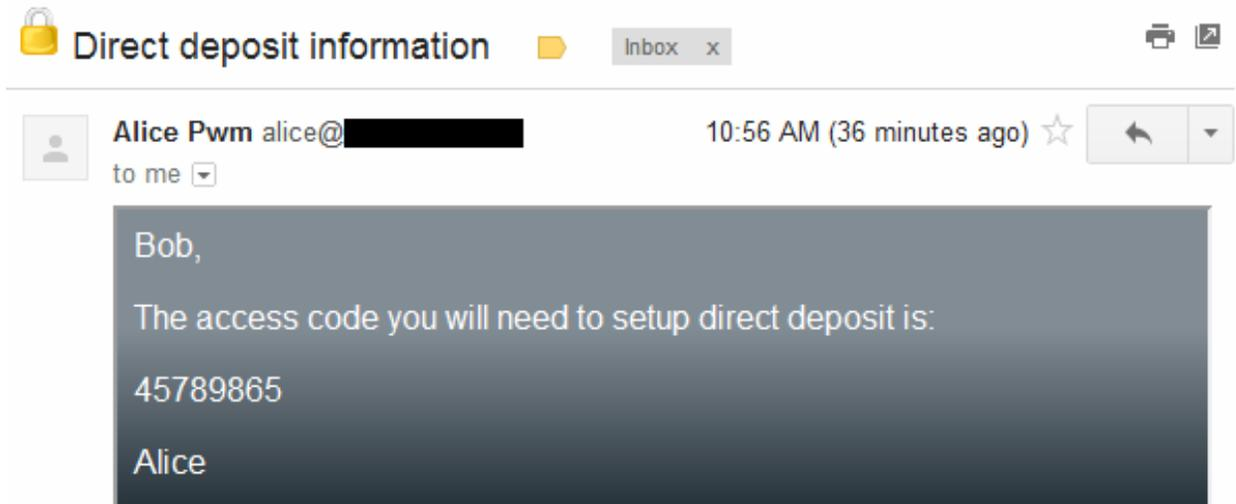 Direct deposit information Inbox x
Alice Pwm alice@ 10:56 AM (36 minutes ago)
to me
Bob,
The access code you will need to setup direct deposit is:
45789865
Alice